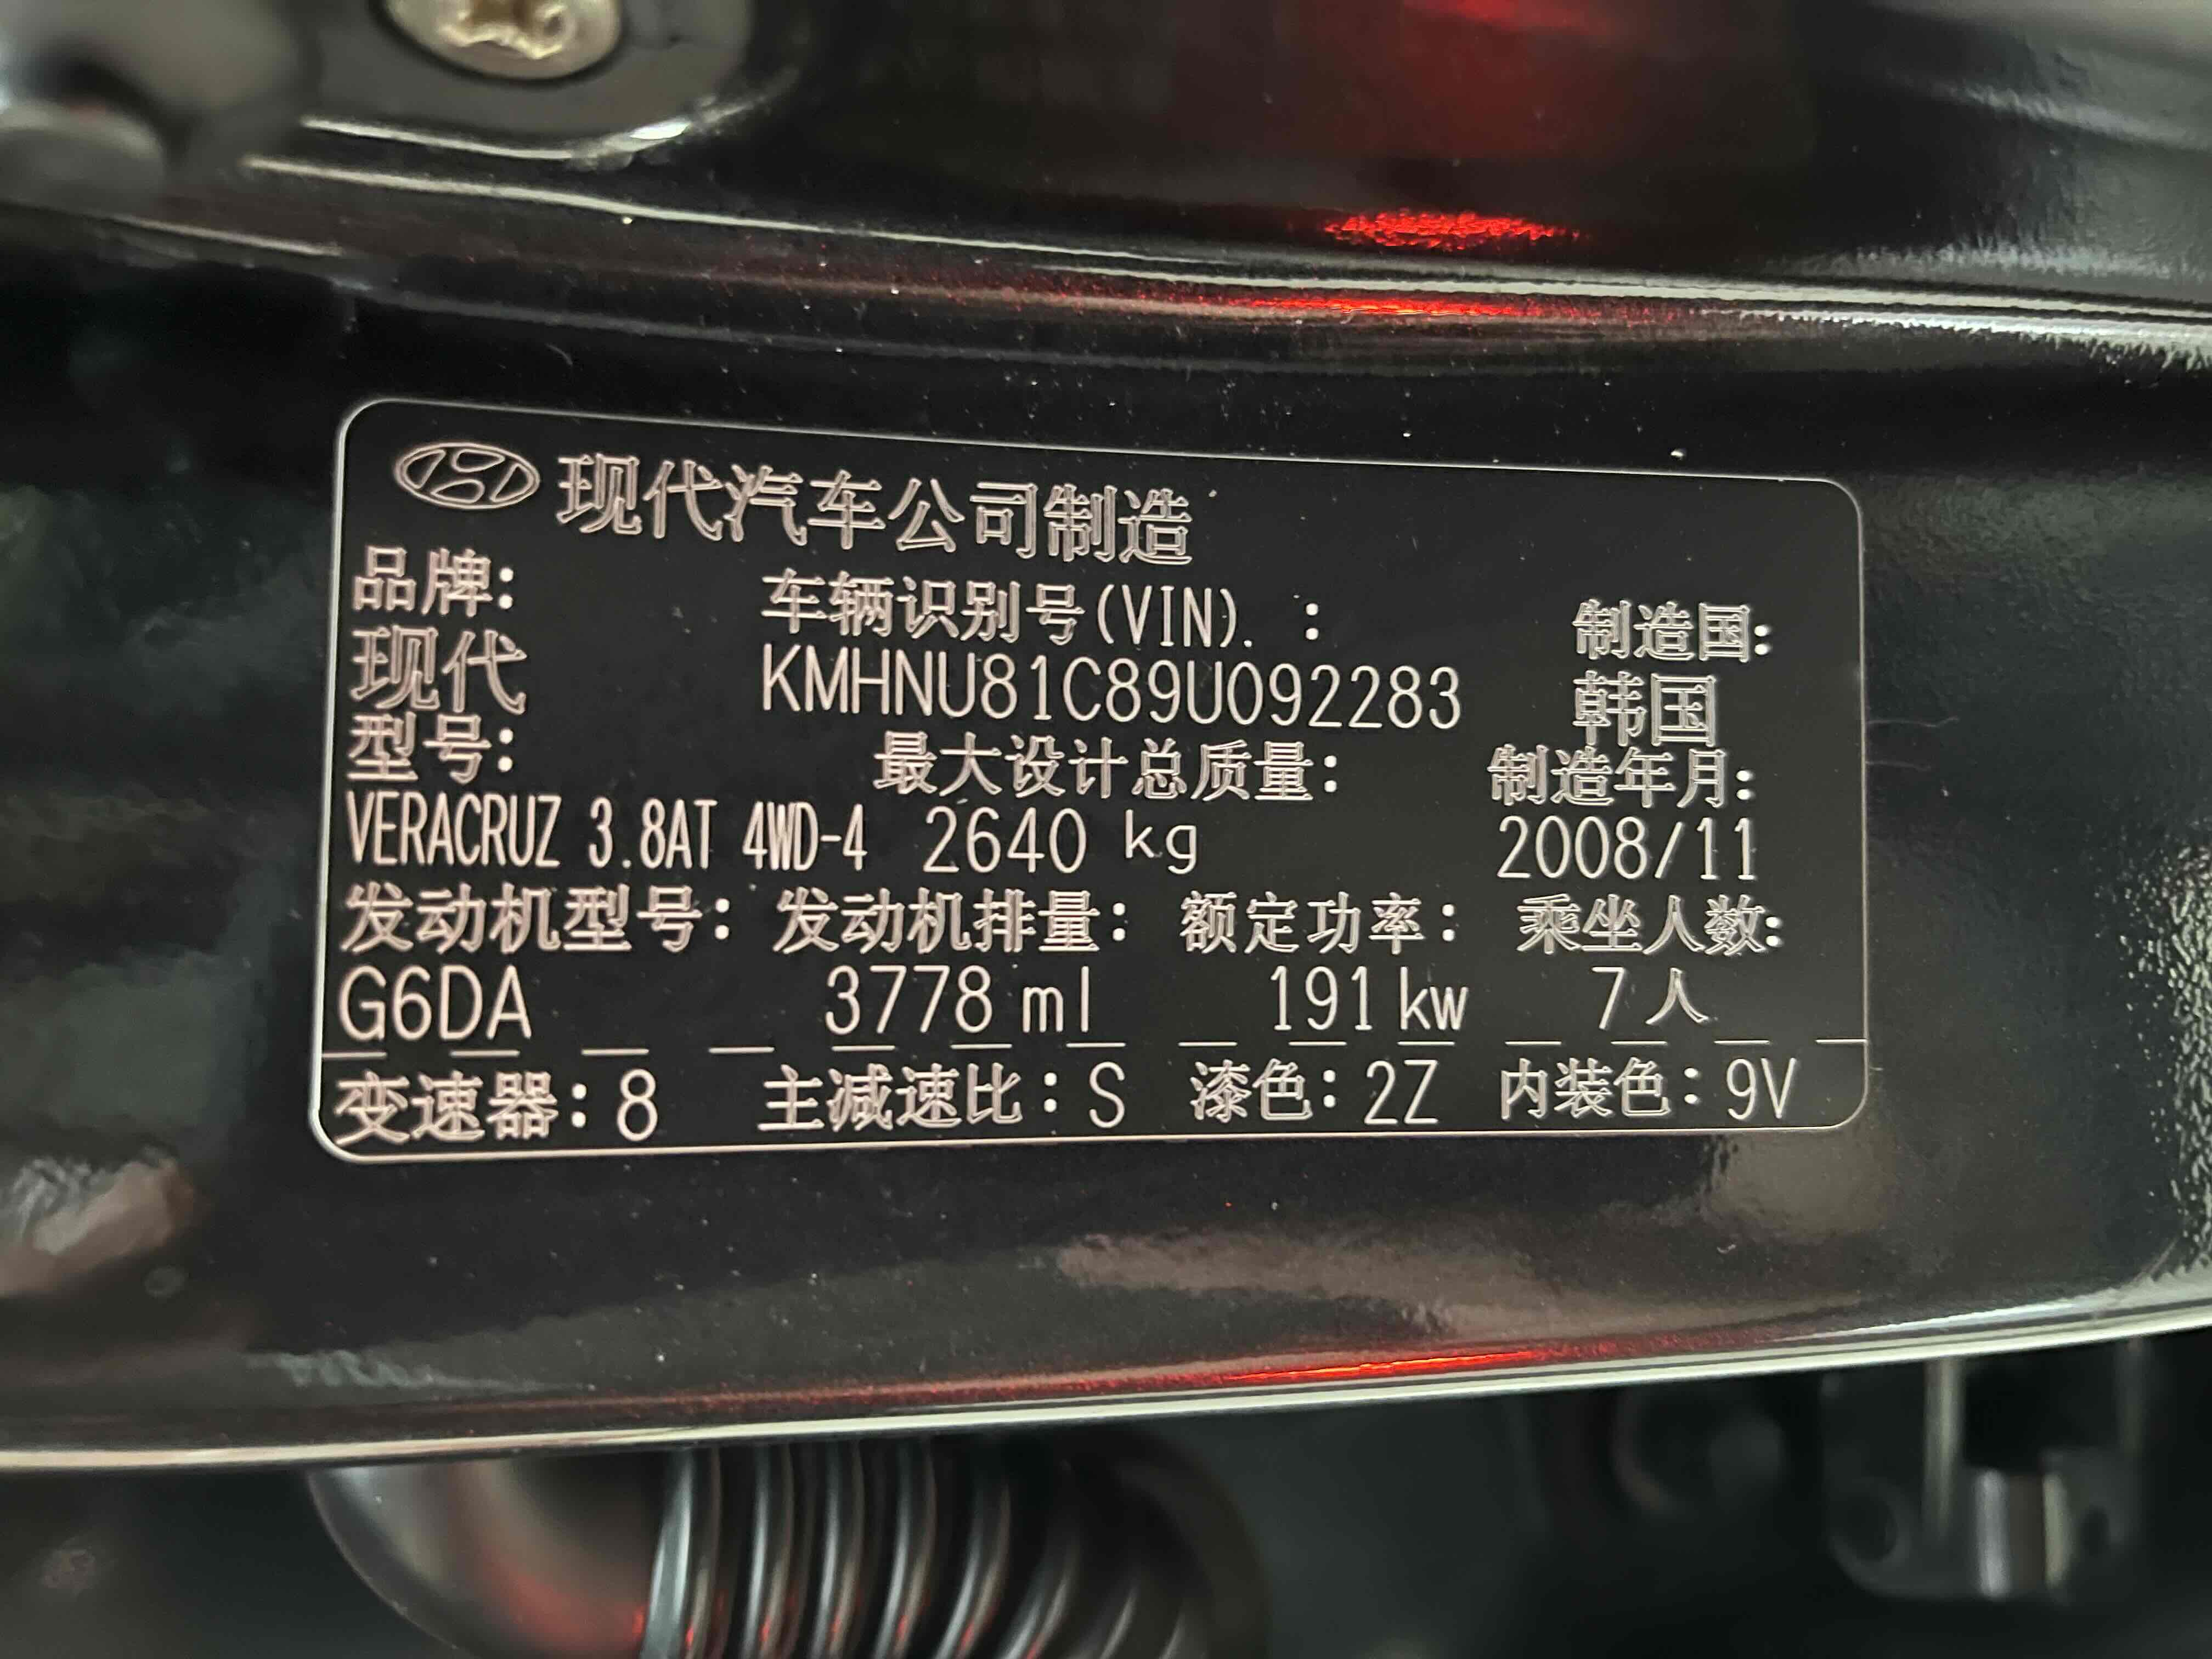 现代汽车公司制造
品牌: 车辆识别号(VIN). : 制造国:
现代 KMHNU81C89U092283 韩国
型号: 最大设计总质量: 制造年月:
VERACRUZ 3.8AT 4WD-4 2640 kg 2008/11
发动机型号: 发动机排量: 额定功率: 乘坐人数:
G6DA 3778 ml 191 kw 7 人
变速器:8 主减速比:S 漆色:2Z 内装色:9V